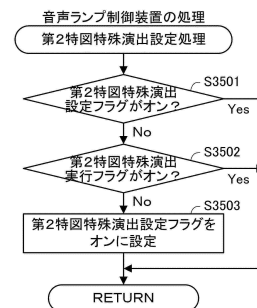 音声ランプ制御装置の処理
第2特図特殊演出設定処理
S3501
第2特図特殊演出
設定フラグがオン?
Yes
No
S3502
第2特図特殊演出
実行フラグがオン?
Yes
No
S3503
第2特図特殊演出設定フラグを
オンに設定
RETURN